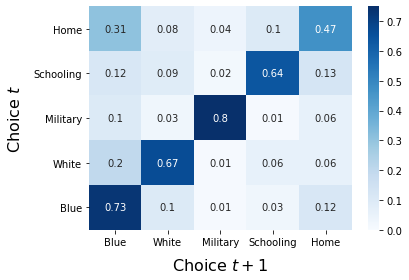 Choice t
Home 0.31 0.08 0.04 0.1 0.47
Schooling 0.12 0.09 0.02 0.64 0.13
Military 0.1 0.03 0.8 0.01 0.06
White 0.2 0.67 0.01 0.06 0.06
Blue 0.73 0.1 0.01 0.03 0.12
Blue White Military Schooling Home
Choice t + 1
0.7
0.6
0.5
0.4
0.3
0.2
0.1
0.0